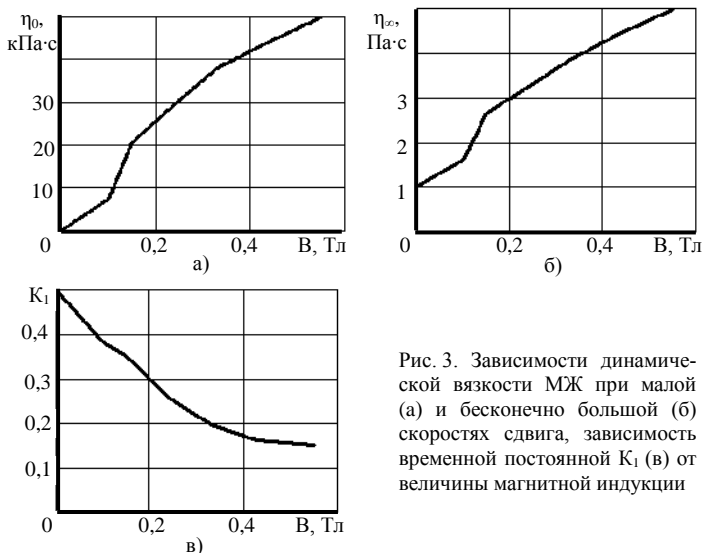 η₀,
кПа·с
30
20
10
0
0,2
0,4
В, Тл
а)
η∞,
Па·с
3
2
1
0
0,2
0,4
В, Тл
б)
К₁
0,4
0,3
0,2
0,1
0
0,2
0,4
В, Тл
в)
Рис. 3. Зависимости динамиче-
ской вязкости МЖ при малой
(а) и бесконечно большой (б)
скоростях сдвига, зависимость
временной постоянной К₁ (в) от
величины магнитной индукции